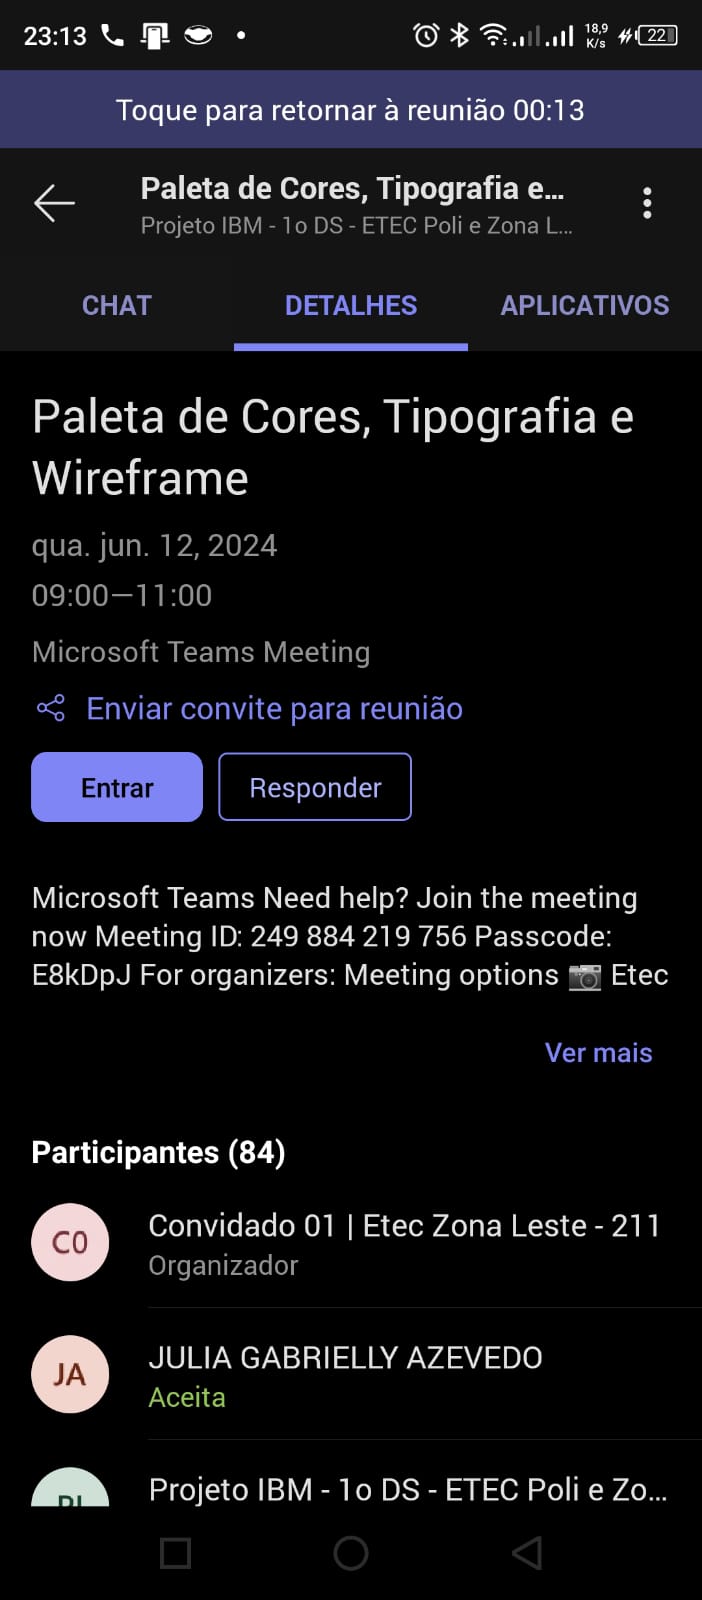 23:13
18,9
K/s
22
Toque para retornar à reunião 00:13
Paleta de Cores, Tipografia e...
Projeto IBM - 1o DS - ETEC Poli e Zona L...
CHAT
DETALHES
APLICATIVOS
Paleta de Cores, Tipografia e
Wireframe
qua. jun. 12, 2024
09:00—11:00
Microsoft Teams Meeting
Enviar convite para reunião
Entrar
Responder
Microsoft Teams Need help? Join the meeting
now Meeting ID: 249 884 219 756 Passcode:
E8kDpJ For organizers: Meeting options 📷 Etec
Ver mais
Participantes (84)
C0
Convidado 01 | Etec Zona Leste - 211
Organizador
JA
JULIA GABRIELLY AZEVEDO
Aceita
Projeto IBM - 1o DS - ETEC Poli e Zo...